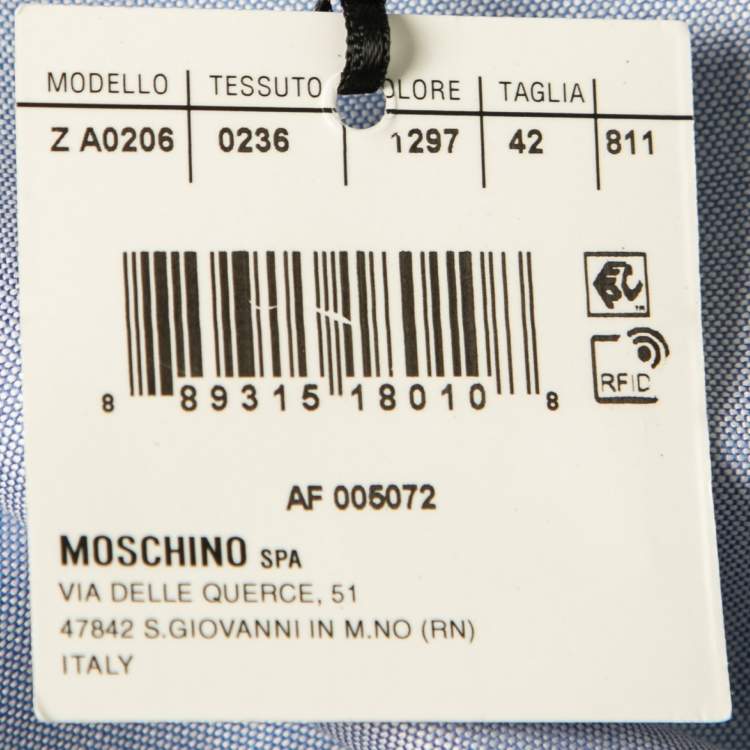 MODELLO TESSUTO OLORE TAGLIA
Z A0206 0236 1297 42 811
8 89315 18010 8
RFID
AF 005072
MOSCHINO SPA
VIA DELLE QUERCE, 51
47842 S.GIOVANNI IN M.NO (RN)
ITALY